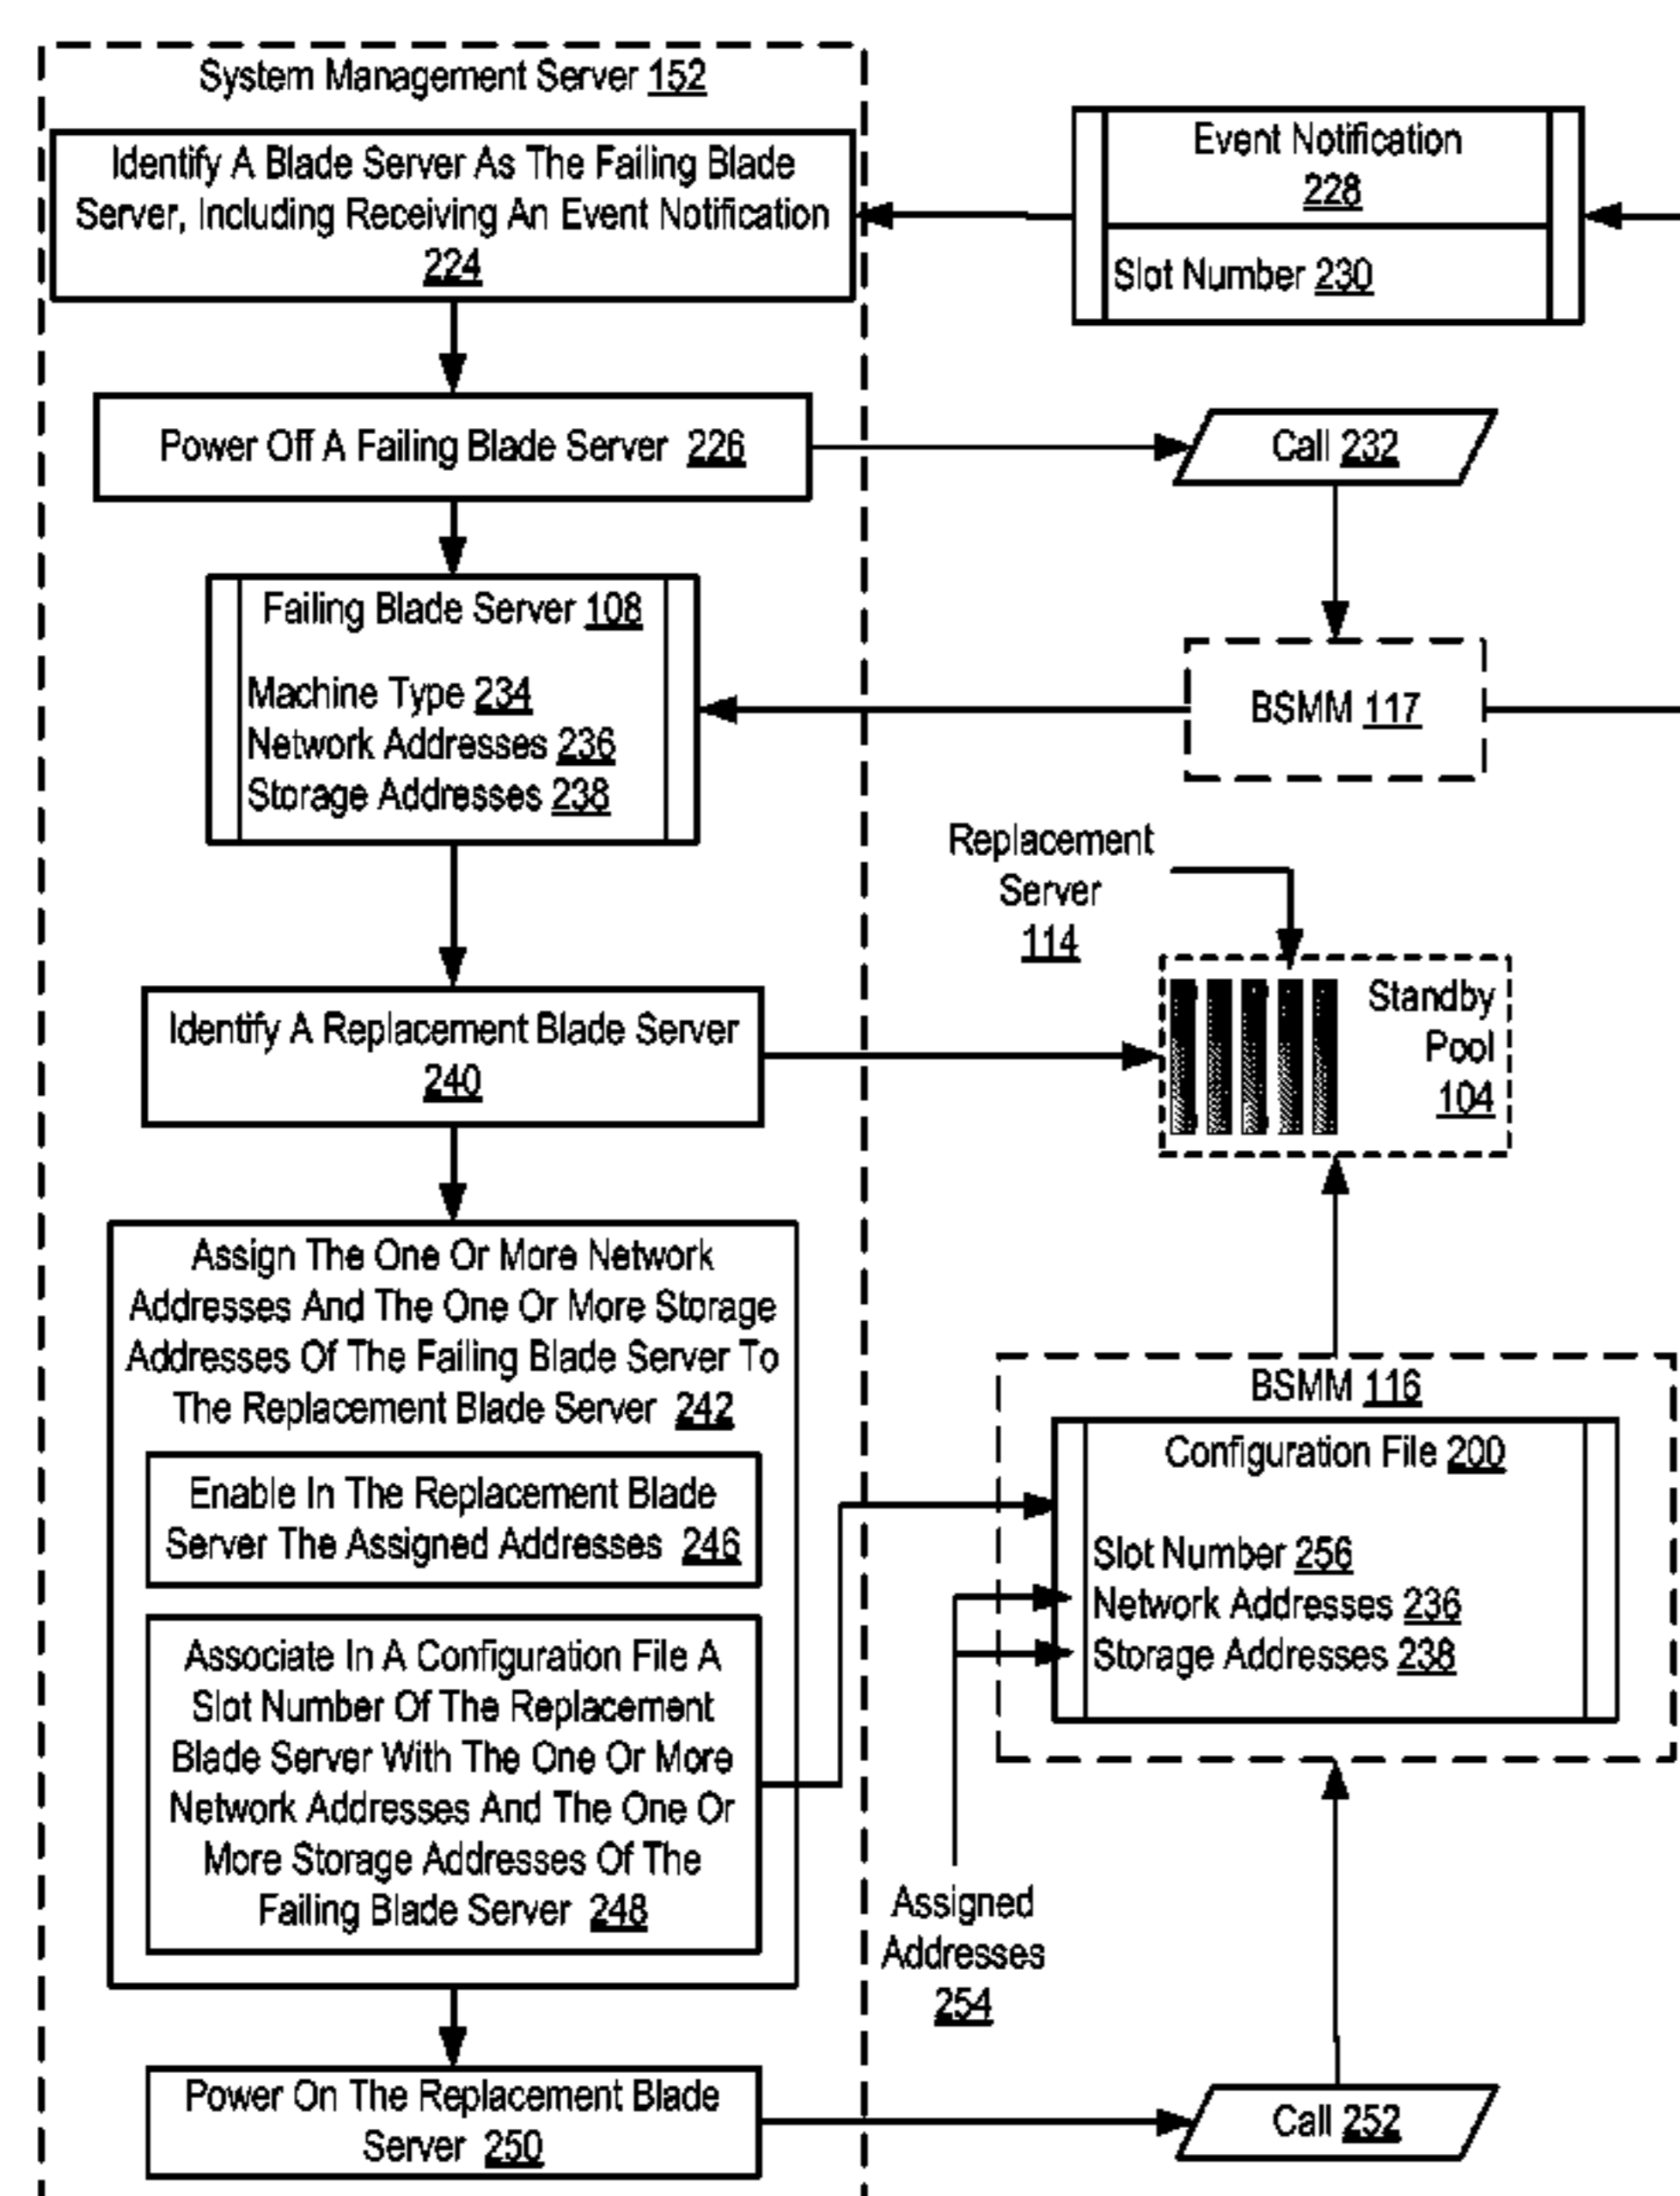 System Management Server 152
Identify A Blade Server As The Failing Blade
Server, Including Receiving An Event Notification
224
Event Notification
228
Slot Number 230
Power Off A Failing Blade Server 226
Call 232
Failing Blade Server 108
Machine Type 234
Network Addresses 236
Storage Addresses 238
BSMM 117
Replacement
Server
114
Identify A Replacement Blade Server
240
Standby
Pool
104
Assign The One Or More Network
Addresses And The One Or More Storage
Addresses Of The Failing Blade Server To
The Replacement Blade Server 242
Enable In The Replacement Blade
Server The Assigned Addresses 246
Associate In A Configuration File A
Slot Number Of The Replacement
Blade Server With The One Or More
Network Addresses And The One Or
More Storage Addresses Of The
Failing Blade Server 248
BSMM 116
Configuration File 200
Slot Number 256
Network Addresses 236
Storage Addresses 238
Assigned
Addresses
254
Power On The Replacement Blade
Server 250
Call 252